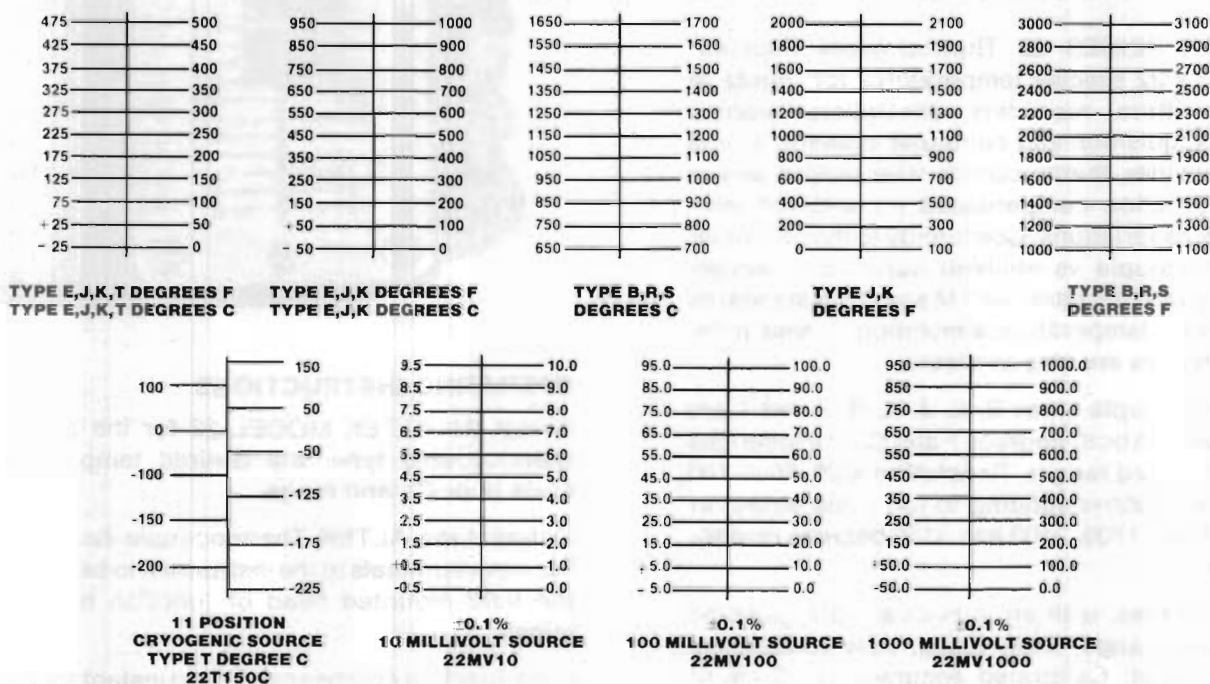 475 500 950 1000 1650 1700 2000 2100 3000 3100
425 450 850 900 1550 1600 1800 1900 2800 2900
375 400 750 800 1450 1500 1600 1700 2600 2700
325 350 650 700 1350 1400 1400 1500 2400 2500
275 300 550 600 1250 1300 1200 1300 2200 2300
225 250 450 500 1150 1200 1000 1100 2000 2100
175 200 350 400 1050 1100 800 900 1800 1900
125 150 250 300 950 1000 600 700 1600 1700
75 100 150 200 850 900 400 500 1400 1500
+ 25 50 +50 100 750 800 200 300 1200 1300
- 25 0 -50 0 650 700 0 100 1000 1100
TYPE E,J,K,T DEGREES F TYPE E,J,K DEGREES F TYPE B,R,S TYPE J,K TYPE B,R,S
TYPE E,J,K,T DEGREES C TYPE E,J,K DEGREES C DEGREES C DEGREES F DEGREES F
150 9.5 10.0 95.0 100.0 950 1000.0
100 8.5 9.0 85.0 90.0 850 900.0
50 7.5 8.0 75.0 80.0 750 800.0
0 6.5 7.0 65.0 70.0 650 700.0
-50 5.5 6.0 55.0 60.0 550 600.0
-100 4.5 5.0 45.0 50.0 450 500.0
-125 3.5 4.0 35.0 40.0 350 400.0
-150 2.5 3.0 25.0 30.0 250 300.0
-175 1.5 2.0 15.0 20.0 150 200.0
-200 +0.5 1.0 + 5.0 10.0 +50.0 100.0
-225 -0.5 0 - 5.0 0 -50.0 0
11 POSITION ±0.1% ±0.1% ±0.1%
CRYOGENIC SOURCE 10 MILLIVOLT SOURCE 100 MILLIVOLT SOURCE 1000 MILLIVOLT SOURCE
TYPE T DEGREE C 22MV10 22MV100 22MV1000
22T150C